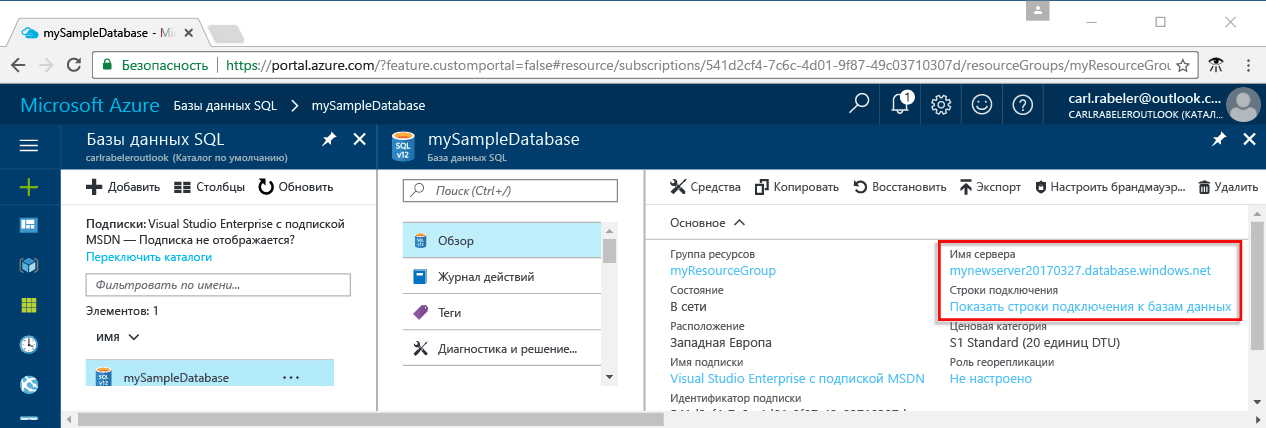 mySampleDatabase - Mi
Безопасность
https://portal.azure.com/?feature.customportal=false#resource/subscriptions/541d2cf4-7c6c-4d01-9f87-49c03710307d/resourceGroups/myResourceGrou
Microsoft Azure Базы данных SQL > mySampleDatabase
1
carl.rabeler@outlook.c...
CARLRABELEROUTLOOK (КАТАЛ...
Базы данных SQL
carlrabeleroutlook (Каталог по умолчанию)
Добавить Столбцы Обновить
Подписки: Visual Studio Enterprise с подпиской
MSDN — Подписка не отображается?
Переключить каталоги
Фильтровать по имени...
Элементов: 1
ИМЯ
SQL v12 mySampleDatabase ...
SQL v12
mySampleDatabase
База данных SQL
Поиск (Ctrl+/)
Обзор
Журнал действий
Теги
Диагностика и решение...
Средства Копировать Восстановить Экспорт Настроить брандмауэр... Удалить
Основное
Группа ресурсов
myResourceGroup
Состояние
В сети
Расположение
Западная Европа
Имя подписки
Visual Studio Enterprise с подпиской MSDN
Идентификатор подписки
Имя сервера
mynewserver20170327.database.windows.net
Строки подключения
Показать строки подключения к базам данных
Ценовая категория
S1 Standard (20 единиц DTU)
Роль георепликации
Не настроено